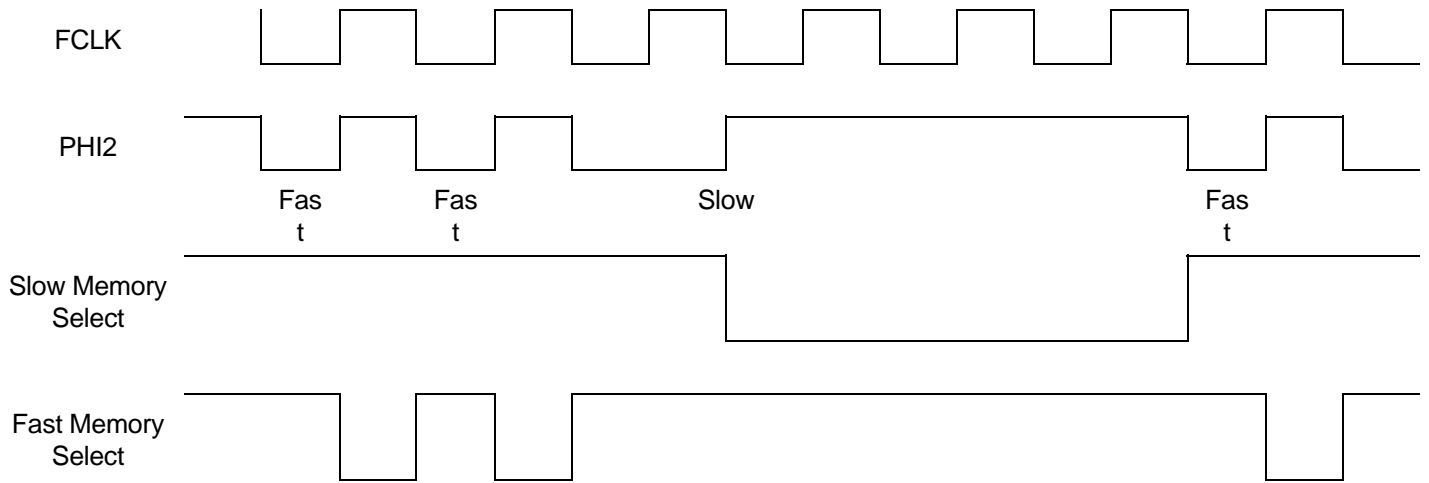 FCLK
PHI2
Fas
t
Fas
t
Slow
Fas
t
Slow Memory
Select
Fast Memory
Select